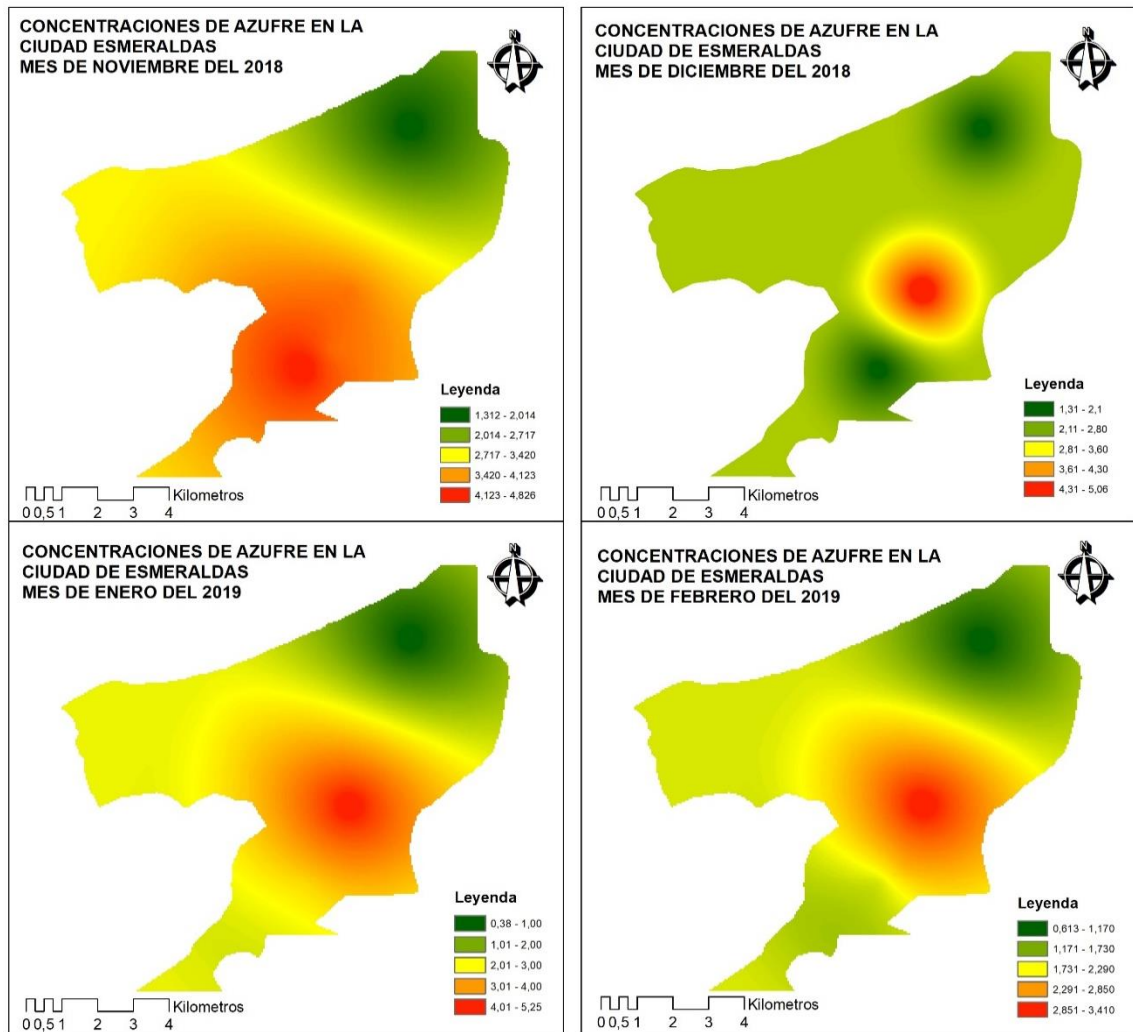 CONCENTRACIONES DE AZUFRE EN LA
CIUDAD ESMERALDAS
MES DE NOVIEMBRE DEL 2018
N
Leyenda
1,312 - 2,014
2,014 - 2,717
2,717 - 3,420
3,420 - 4,123
4,123 - 4,826
Kilometros
0 0,5 1 2 3 4
CONCENTRACIONES DE AZUFRE EN LA
CIUDAD DE ESMERALDAS
MES DE DICIEMBRE DEL 2018
N
Leyenda
1,31 - 2,1
2,11 - 2,80
2,81 - 3,60
3,61 - 4,30
4,31 - 5,06
Kilometros
0 0,5 1 2 3 4
CONCENTRACIONES DE AZUFRE EN LA
CIUDAD DE ESMERALDAS
MES DE ENERO DEL 2019
N
Leyenda
0,38 - 1,00
1,01 - 2,00
2,01 - 3,00
3,01 - 4,00
4,01 - 5,25
Kilometros
0 0,5 1 2 3 4
CONCENTRACIONES DE AZUFRE EN LA
CIUDAD DE ESMERALDAS
MES DE FEBRERO DEL 2019
N
Leyenda
0,613 - 1,170
1,171 - 1,730
1,731 - 2,290
2,291 - 2,850
2,851 - 3,410
Kilometros
0 0,5 1 2 3 4